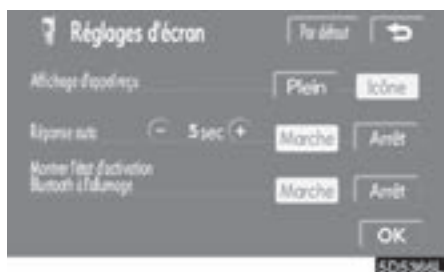 Réglages d'écran Par défaut
Affichage d'appel reçu Plein Icône
Réponse auto - 5 sec + Marche Arrêt
Montrer l'état d'activation
Bluetooth à l'allumage Marche Arrêt
OK